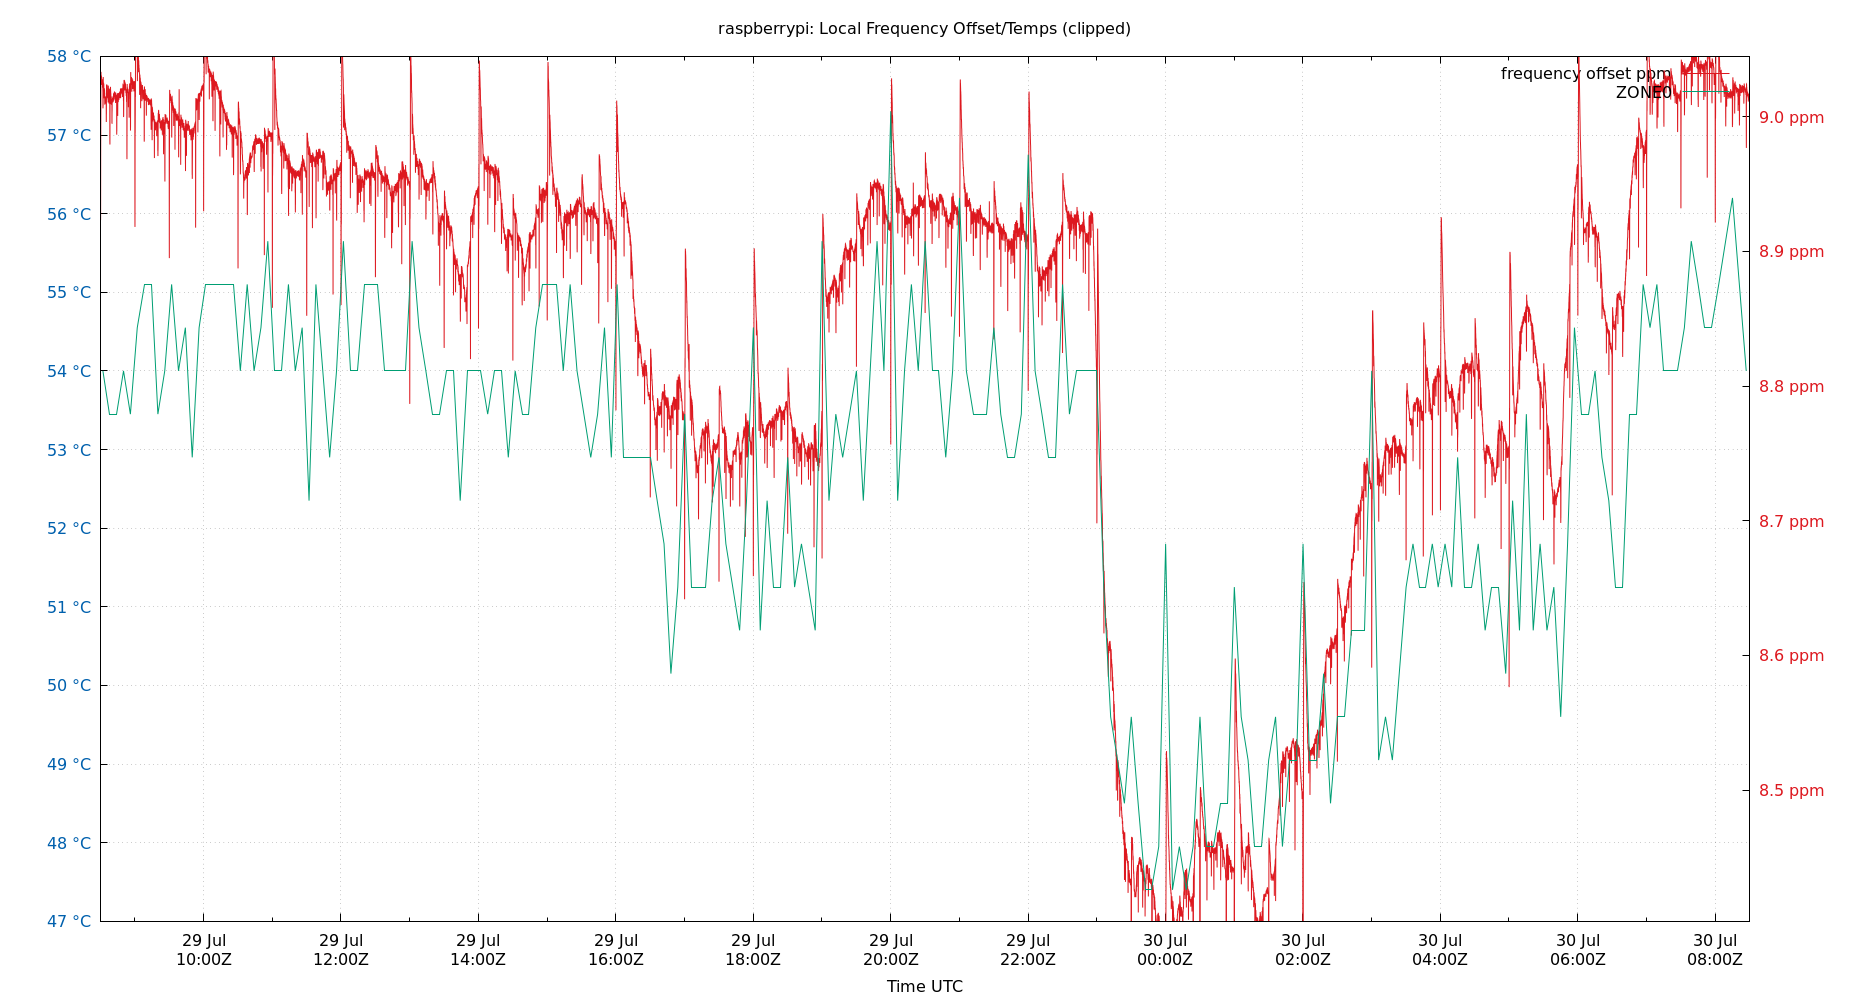 raspberrypi: Local Frequency Offset/Temps (clipped)
58 °C
57 °C
56 °C
55 °C
54 °C
53 °C
52 °C
51 °C
50 °C
49 °C
48 °C
47 °C
frequency offset ppm
ZONE0
9.0 ppm
8.9 ppm
8.8 ppm
8.7 ppm
8.6 ppm
8.5 ppm
29 Jul
10:00Z
29 Jul
12:00Z
29 Jul
14:00Z
29 Jul
16:00Z
29 Jul
18:00Z
29 Jul
20:00Z
29 Jul
22:00Z
30 Jul
00:00Z
30 Jul
02:00Z
30 Jul
04:00Z
30 Jul
06:00Z
30 Jul
08:00Z
Time UTC